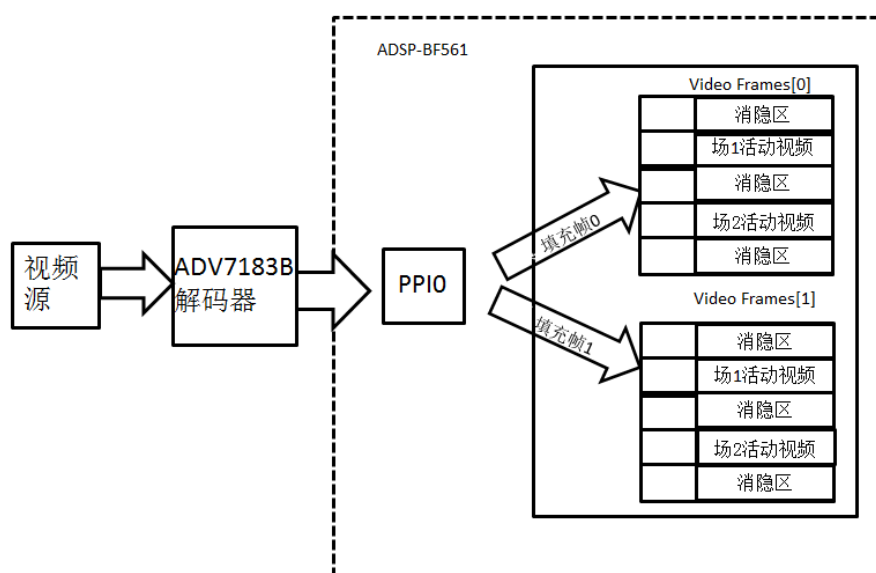 ADSP-BF561
Video Frames[0]
消隐区
场1活动视频
消隐区
场2活动视频
消隐区
视频
源
ADV7183B
解码器
PPI0
填充帧0
填充帧1
Video Frames[1]
消隐区
场1活动视频
消隐区
场2活动视频
消隐区